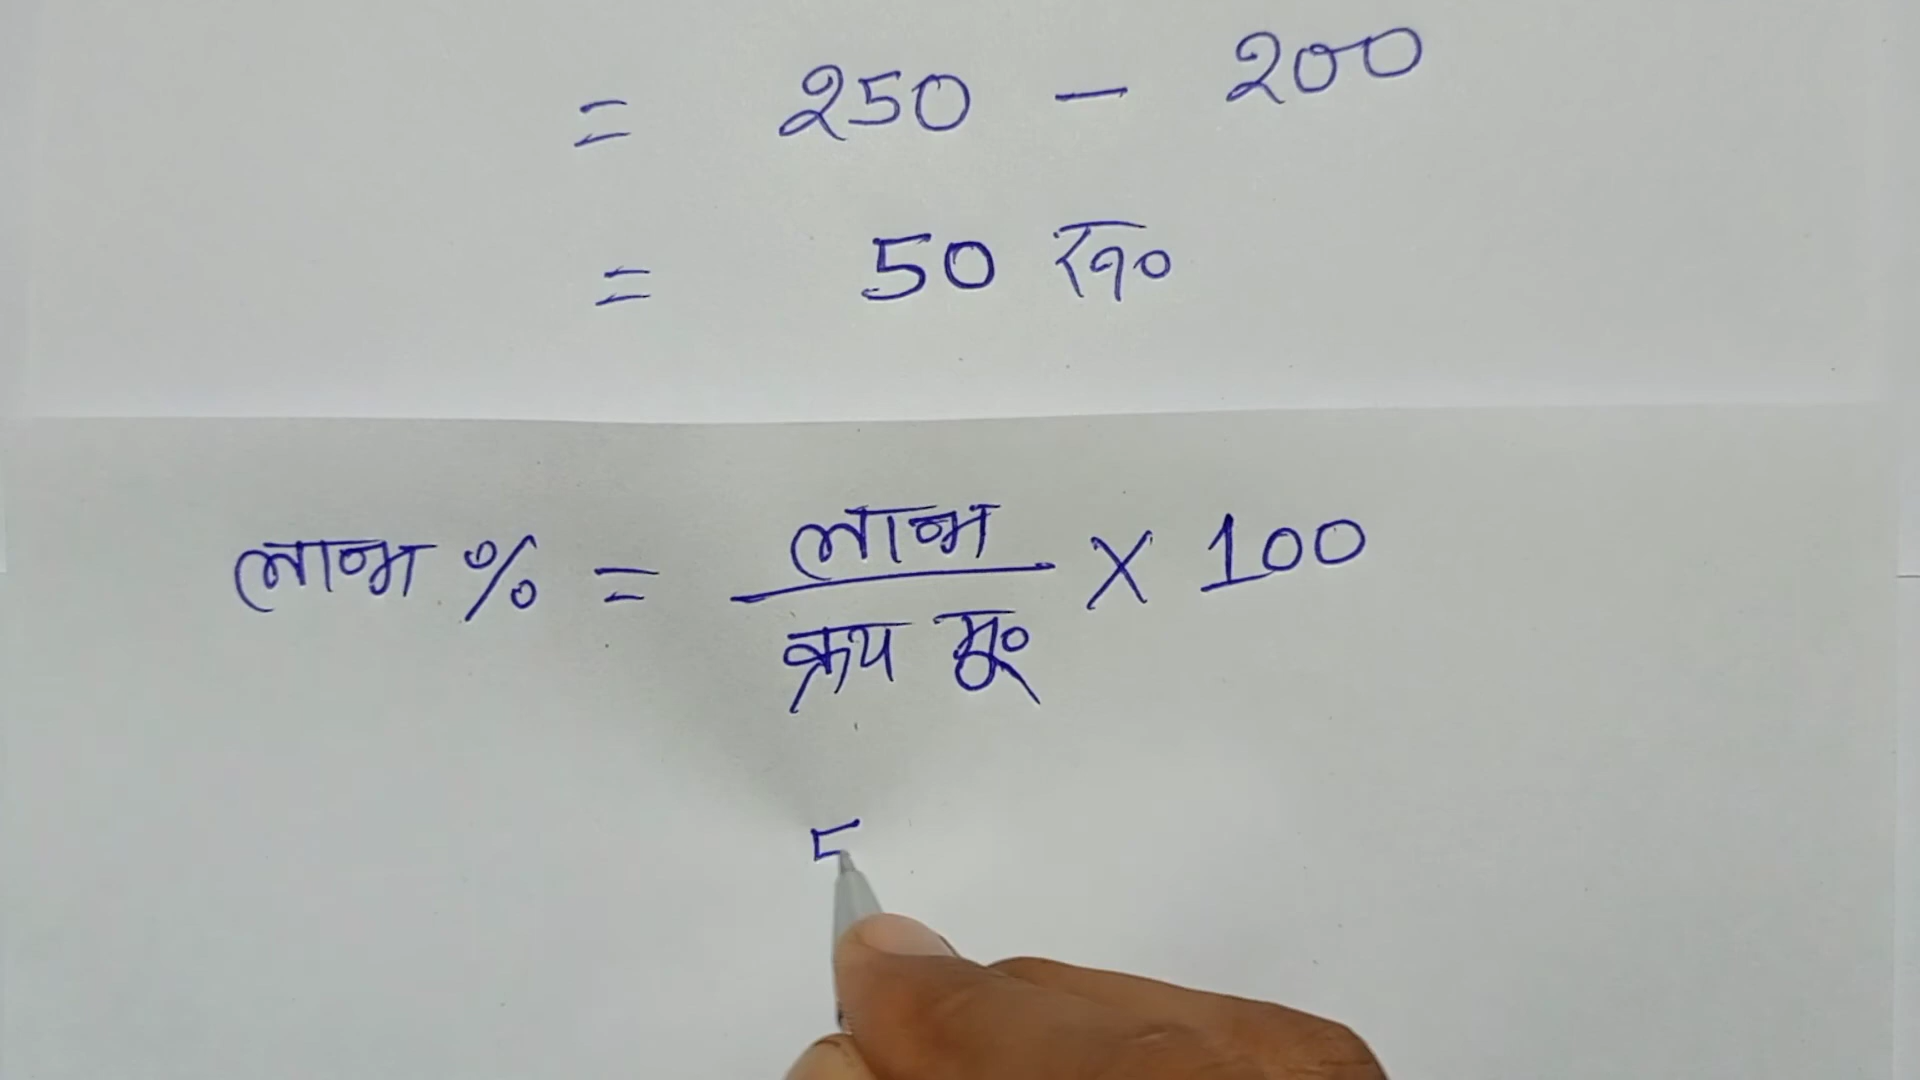 = 250 - 200
= 50 रू०
लाभ % = लाभ / क्रय मू० X 100
5